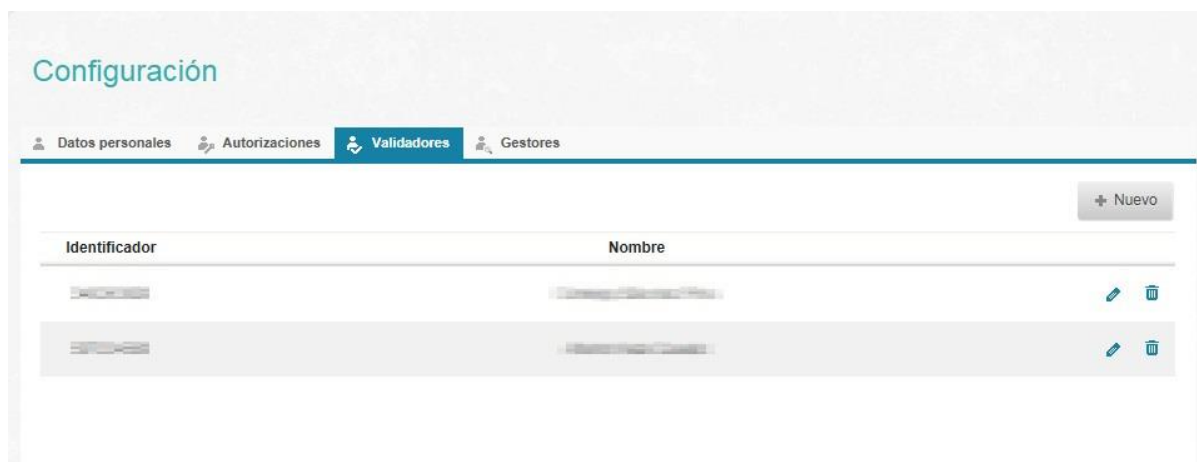 Configuración
Datos personales Autorizaciones Validadores Gestores
+ Nuevo
Identificador Nombre